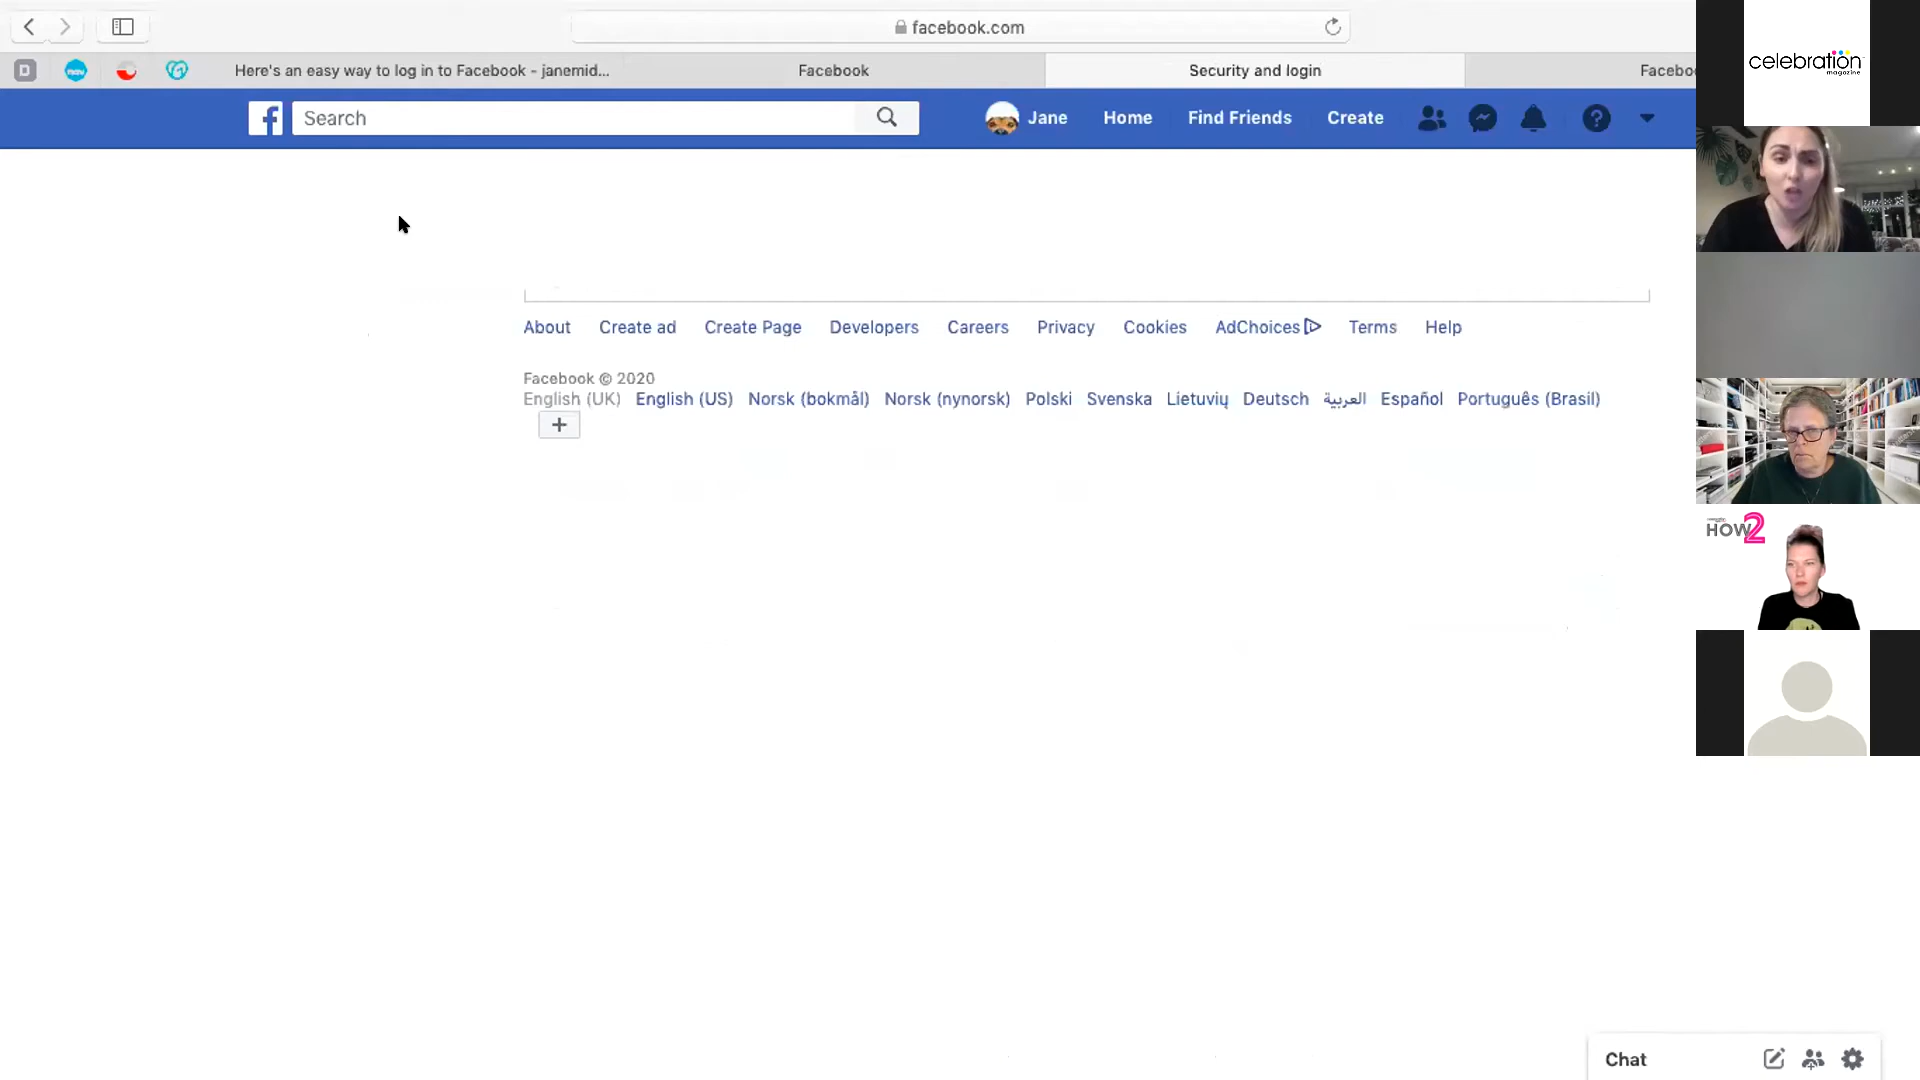 facebook.com
D
nav
Here's an easy way to log in to Facebook - janemid...
Facebook
Security and login
Facebo
Search
Jane
Home
Find Friends
Create
About
Create ad
Create Page
Developers
Careers
Privacy
Cookies
AdChoices
Terms
Help
Facebook © 2020
English (UK)
English (US)
Norsk (bokmål)
Norsk (nynorsk)
Polski
Svenska
Lietuvių
Deutsch
العربية
Español
Português (Brasil)
+
Chat
celebration
magazine
HOW2